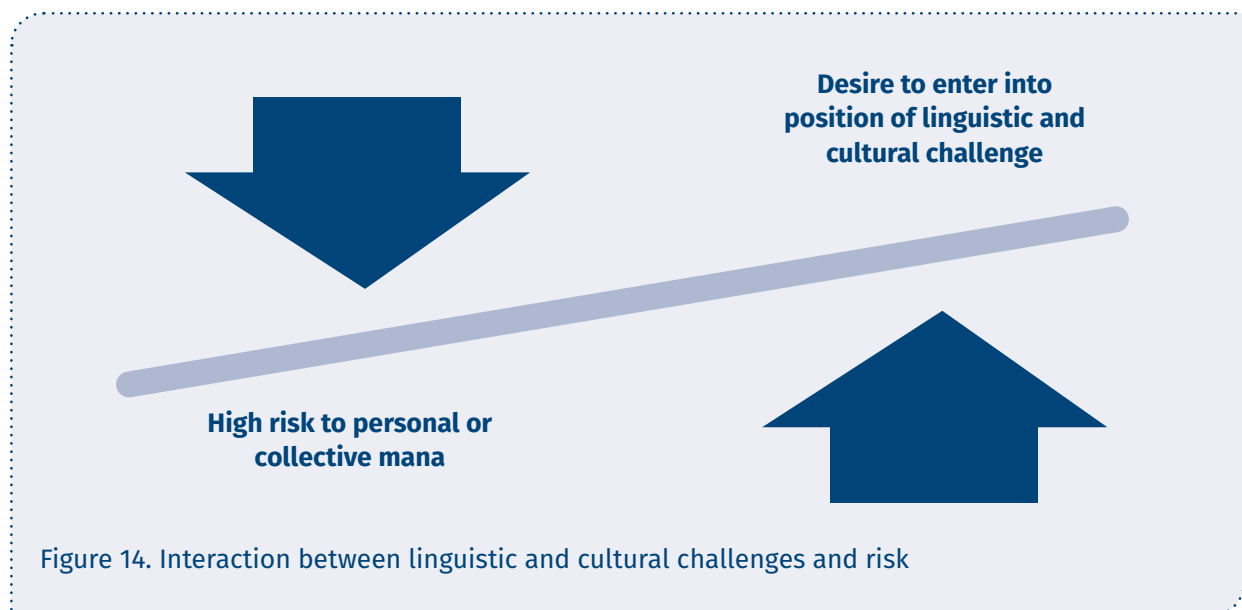 Desire to enter into
position of linguistic and
cultural challenge
High risk to personal or
collective mana
Figure 14. Interaction between linguistic and cultural challenges and risk